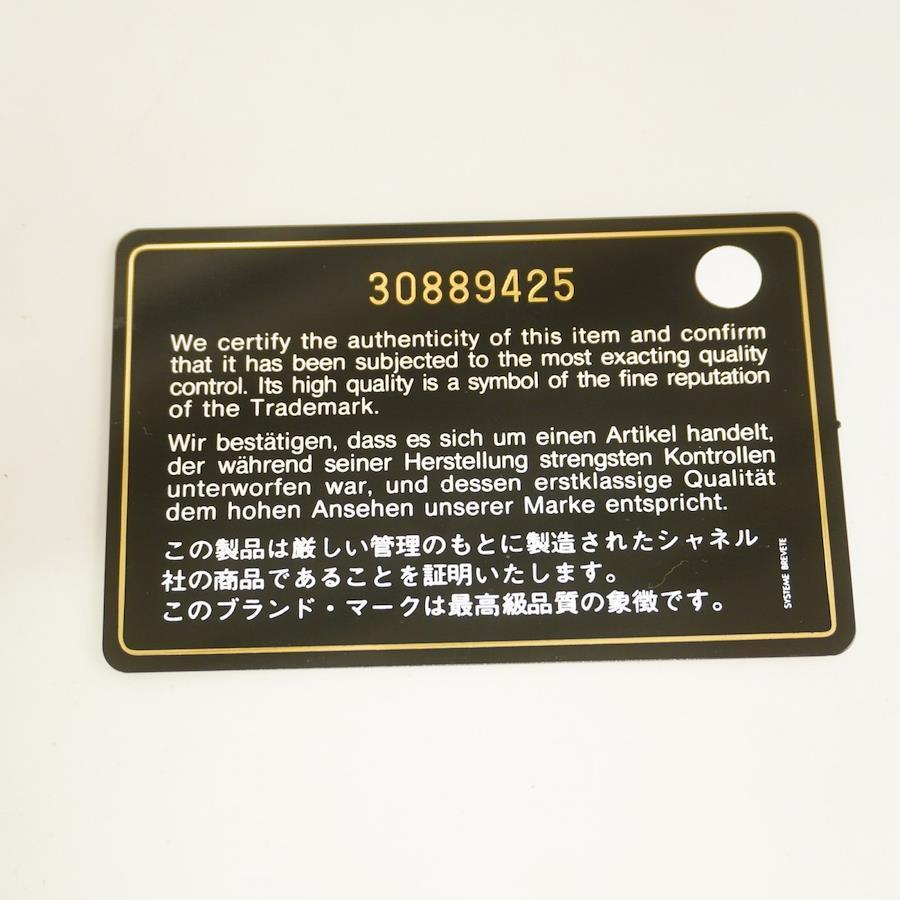 30889425
We certify the authenticity of this item and confirm
that it has been subjected to the most exacting quality
control. Its high quality is a symbol of the fine reputation
of the Trademark.
Wir bestätigen, dass es sich um einen Artikel handelt,
der während seiner Herstellung strengsten Kontrollen
unterworfen war, und dessen erstklassige Qualität
dem hohen Ansehen unserer Marke entspricht.
この製品は厳しい管理のもとに製造されたシャネル
社の商品であることを証明いたします。
このブランド・マークは最高級品質の象徴です。
SYSTEME BREVETE